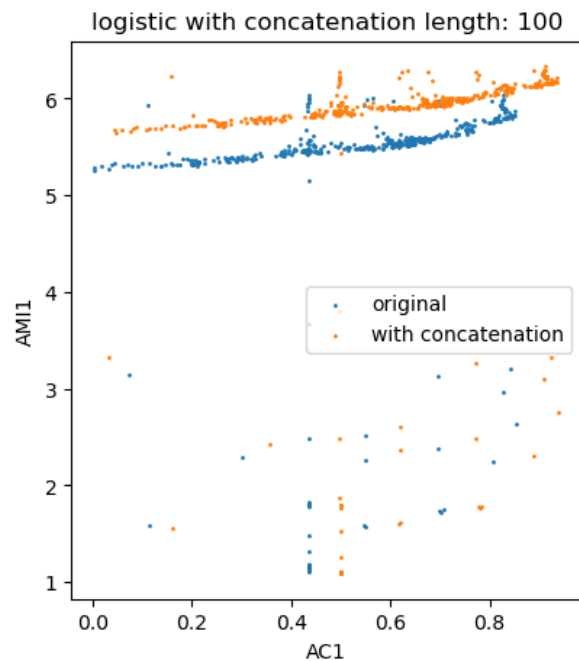 logistic with concatenation length: 100
6
5
4
3
2
1
AMI1
original
with concatenation
0.0 0.2 0.4 0.6 0.8
AC1